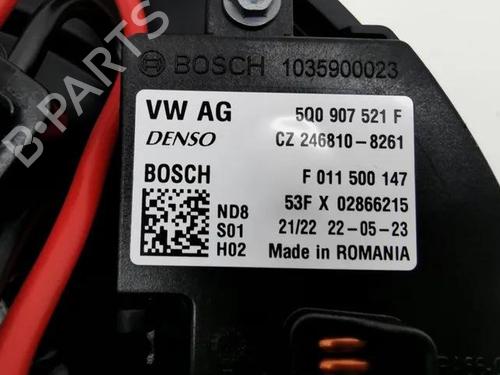 BOSCH 1035900023
VW AG 5Q0 907 521 F
DENSO CZ 246810-8261
BOSCH F 011 500 147
ND8 53F X 02866215
S01 21/22 22-05-23
H02 Made in ROMANIA
B-PARTS